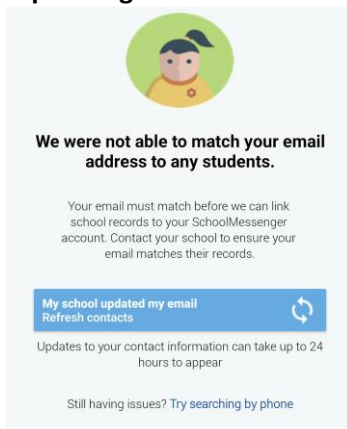 We were not able to match your email
address to any students.
Your email must match before we can link
school records to your SchoolMessenger
account. Contact your school to ensure your
email matches their records.
My school updated my email
Refresh contacts
Updates to your contact information can take up to 24
hours to appear
Still having issues? Try searching by phone